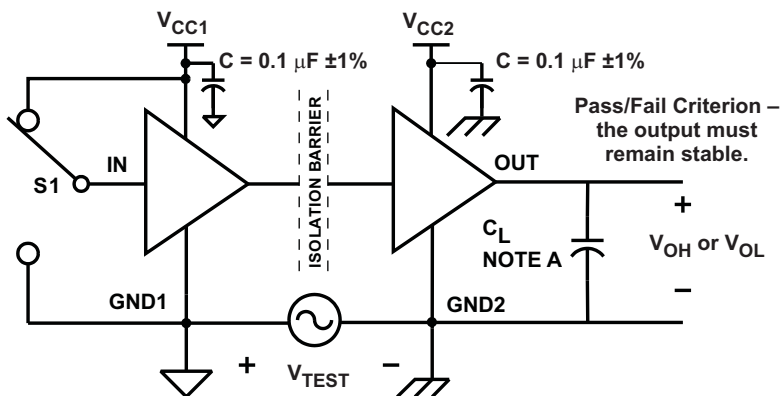 VCC1
VCC2
C = 0.1 μF ±1%
C = 0.1 μF ±1%
Pass/Fail Criterion –
the output must
remain stable.
ISOLATION BARRIER
IN
OUT
S1
+
CL
NOTE A
VOH or VOL
–
GND1
GND2
+
VTEST
–